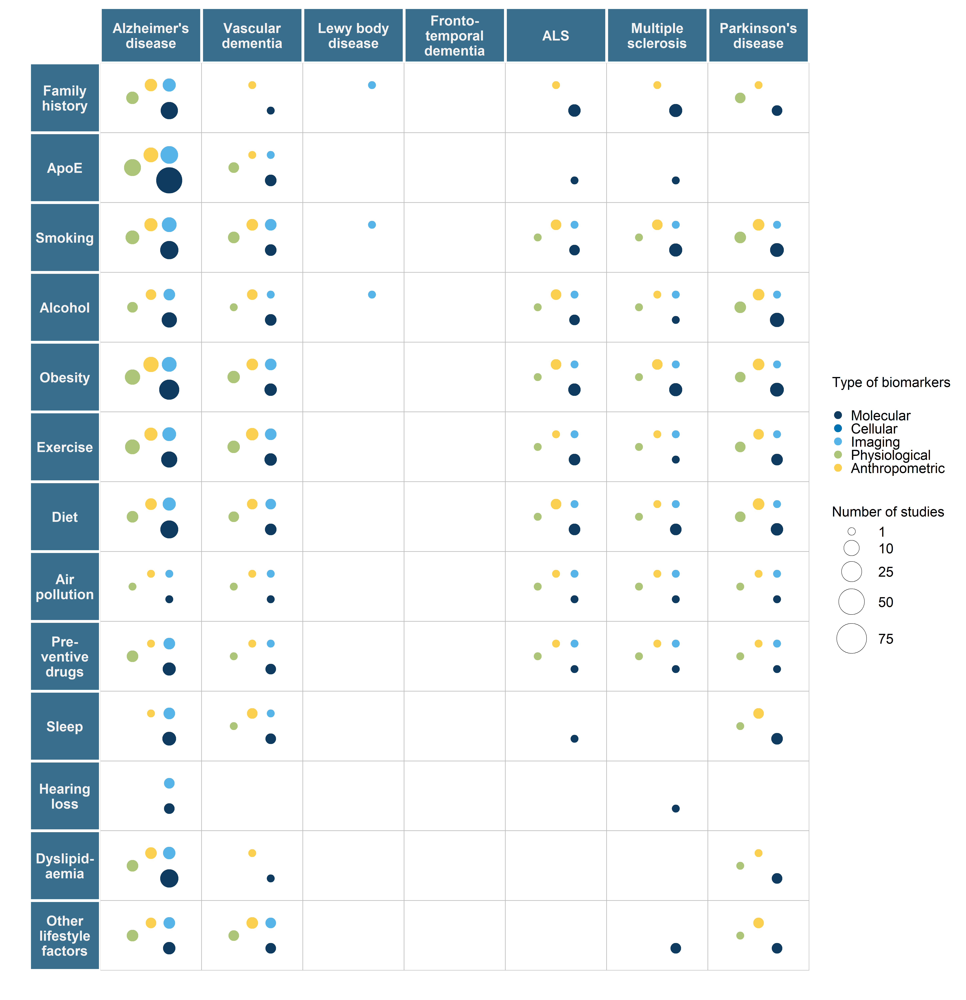 Alzheimer's
disease
Vascular
dementia
Lewy body
disease
Fronto-
temporal
dementia
ALS
Multiple
sclerosis
Parkinson's
disease
Family
history
ApoE
Smoking
Alcohol
Obesity
Exercise
Diet
Air
pollution
Pre-
ventive
drugs
Sleep
Hearing
loss
Dyslipid-
aemia
Other
lifestyle
factors
Type of biomarkers
Molecular
Cellular
Imaging
Physiological
Anthropometric
Number of studies
1
10
25
50
75